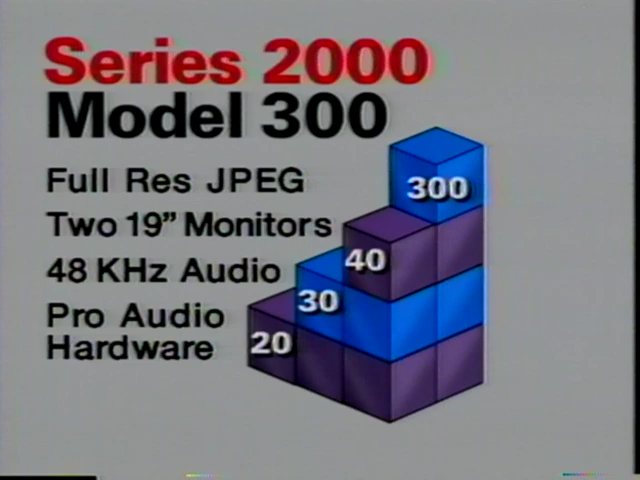 Series 2000
Model 300
Full Res JPEG
Two 19” Monitors
48 KHz Audio
Pro Audio
Hardware
300
40
30
20